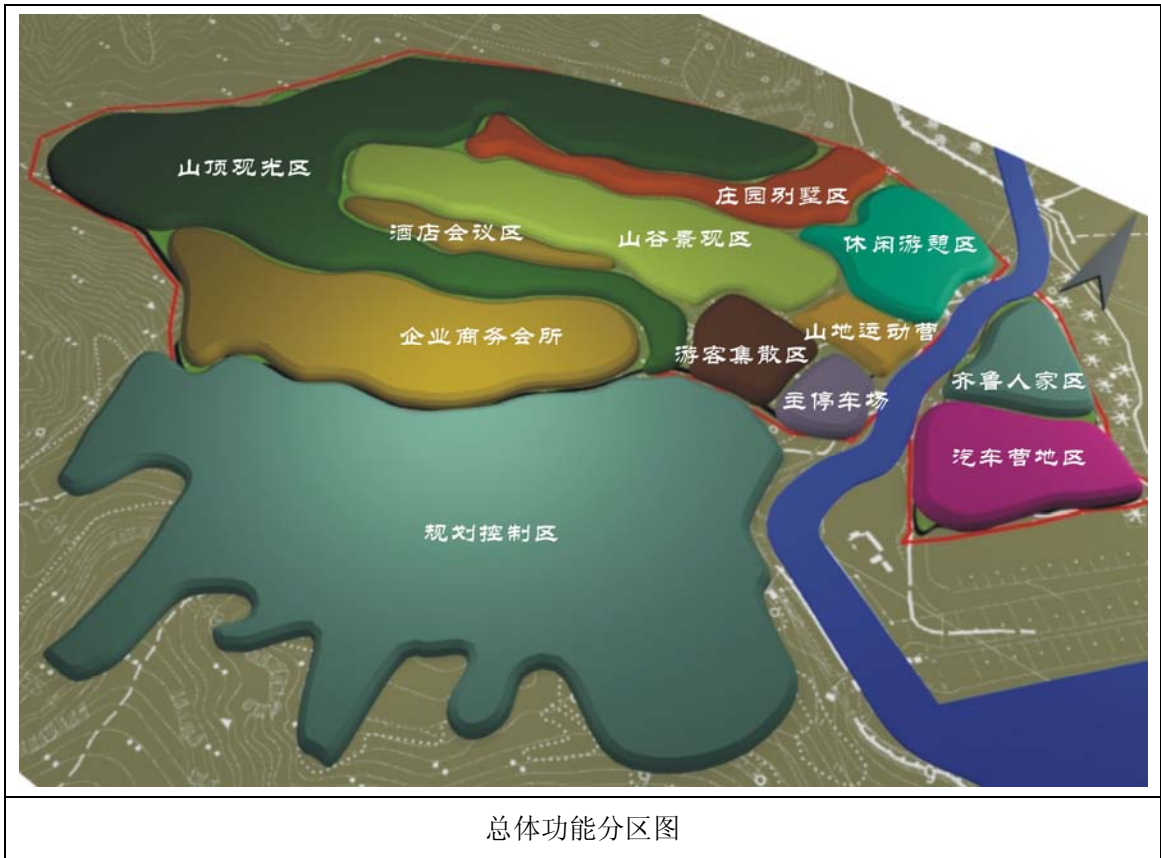 山顶观光区
庄园别墅区
酒店会议区
山谷景观区
休闲游憩区
企业商务会所
游客集散区
山地运动营
主停车场
齐鲁人家区
汽车营地区
规划控制区
总体功能分区图